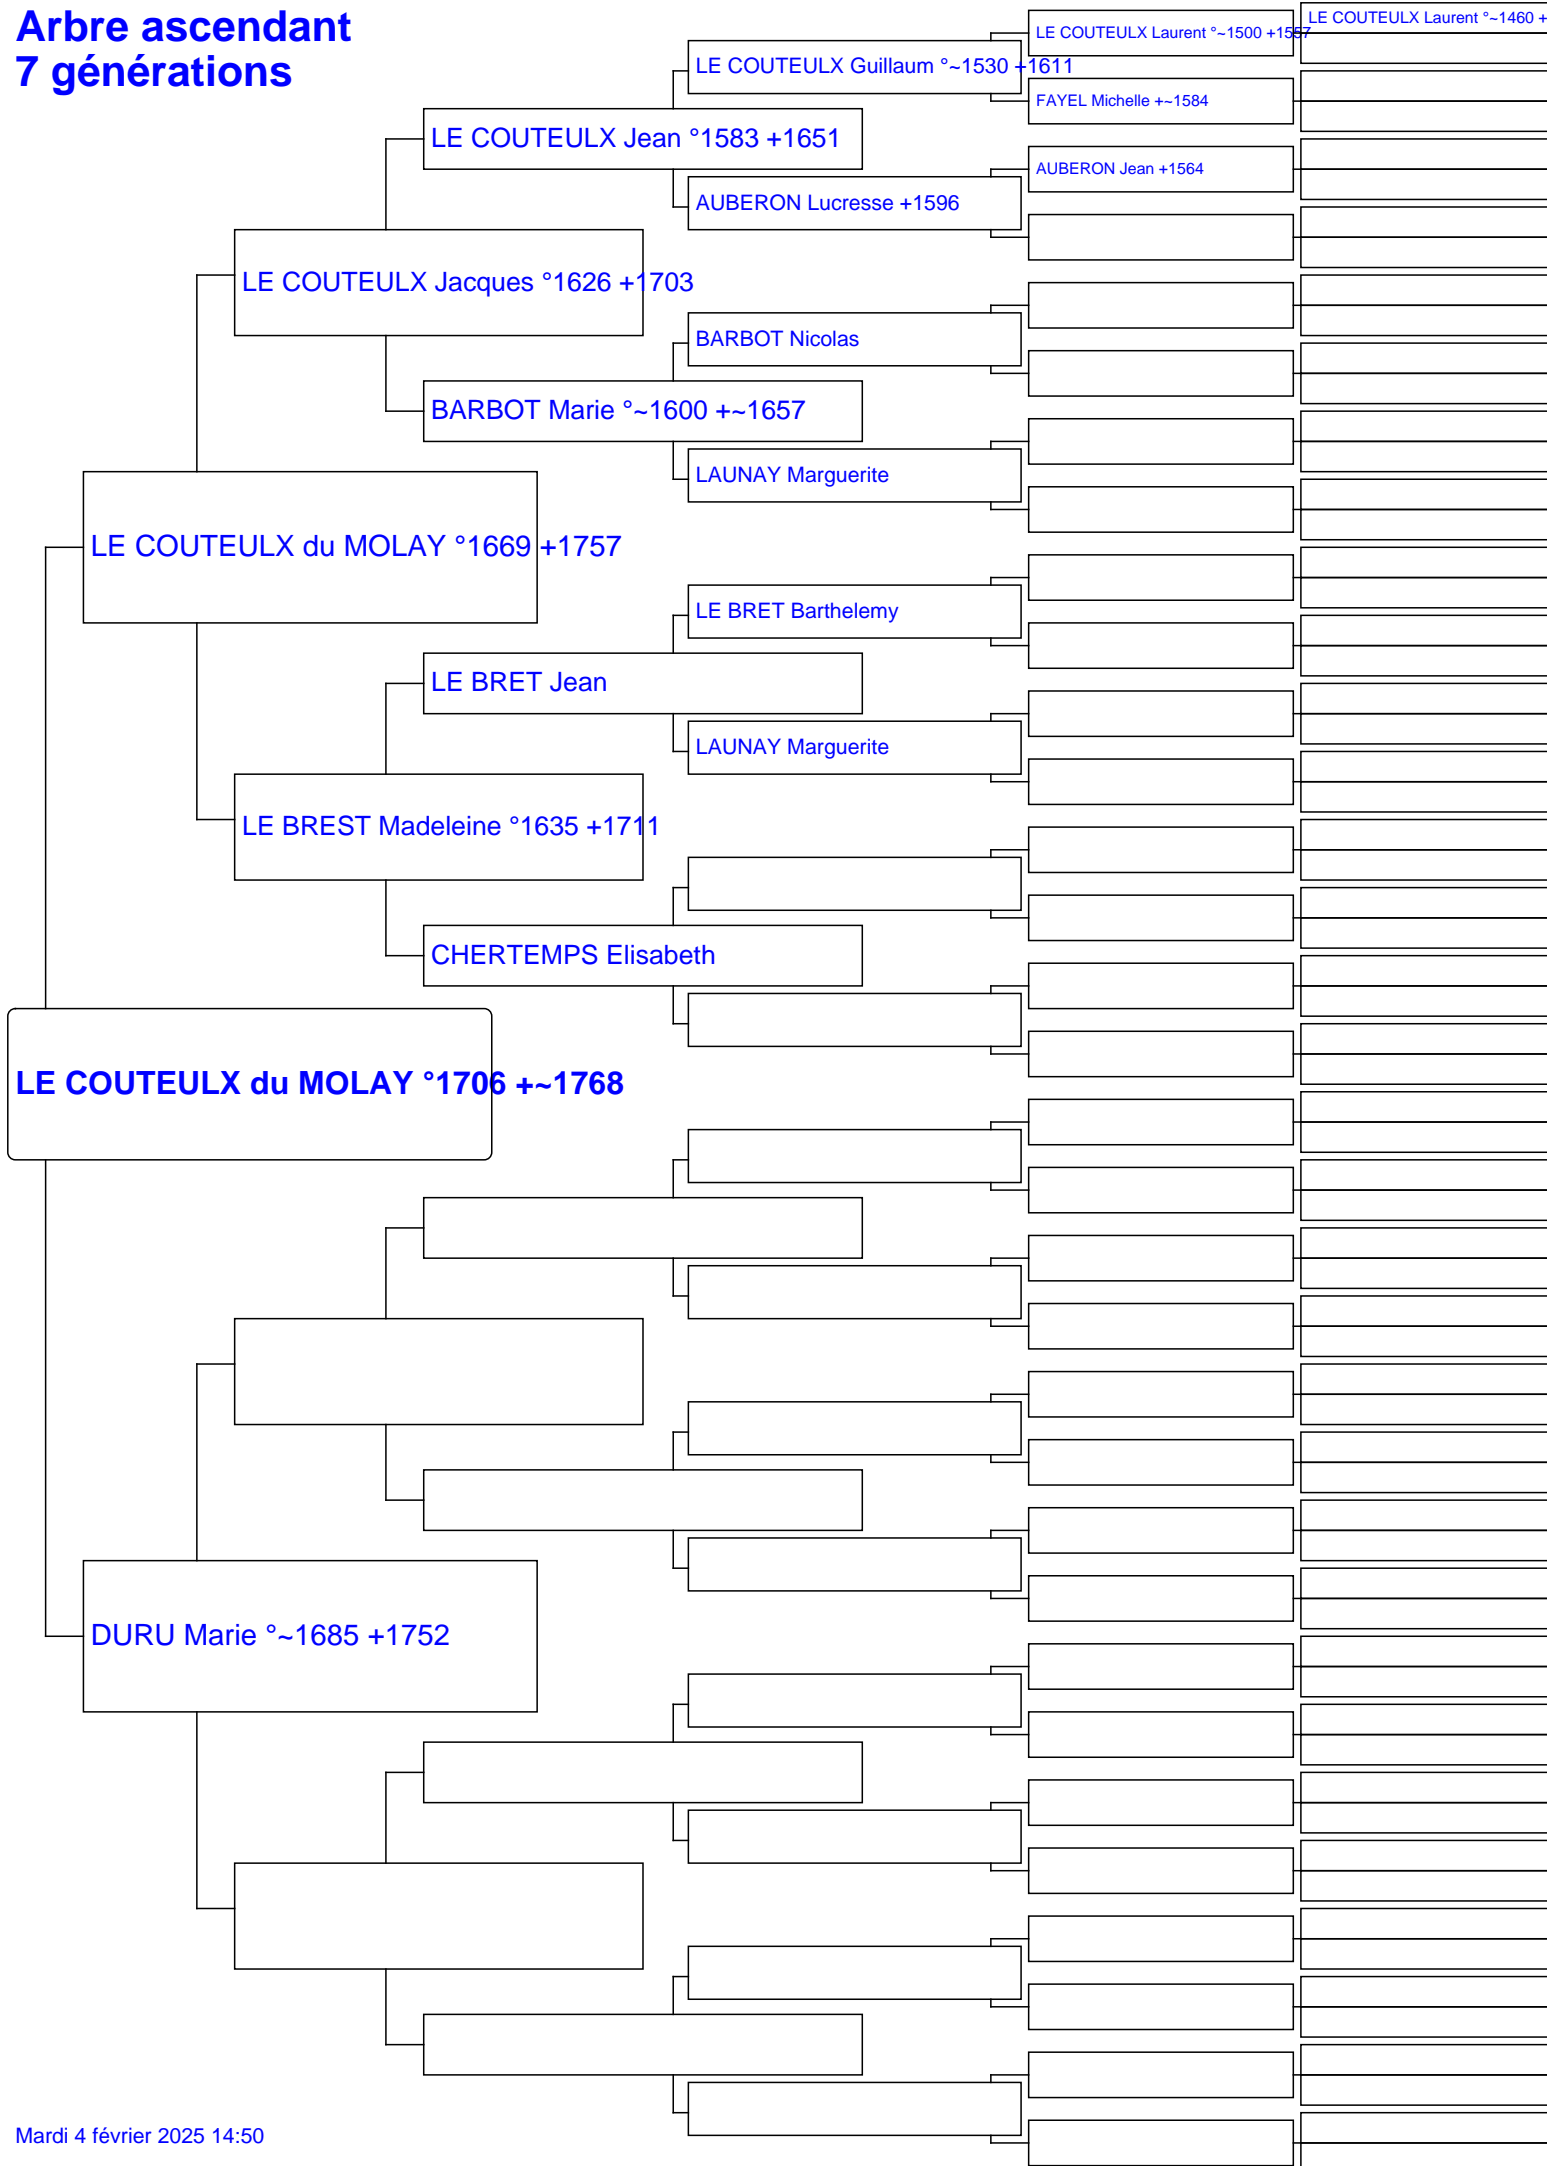 Arbre ascendant
7 générations
LE COUTEULX Laurent °~1460 +
LE COUTEULX Laurent °~1500 +1557
LE COUTEULX Guillaum °~1530 +1611
FAYEL Michelle +~1584
LE COUTEULX Jean °1583 +1651
AUBERON Jean +1564
AUBERON Lucresse +1596
LE COUTEULX Jacques °1626 +1703
BARBOT Nicolas
BARBOT Marie °~1600 +~1657
LAUNAY Marguerite
LE COUTEULX du MOLAY °1669 +1757
LE BRET Barthelemy
LE BRET Jean
LAUNAY Marguerite
LE BREST Madeleine °1635 +1711
CHERTEMPS Elisabeth
LE COUTEULX du MOLAY °1706 +~1768
DURU Marie °~1685 +1752
Mardi 4 février 2025 14:50